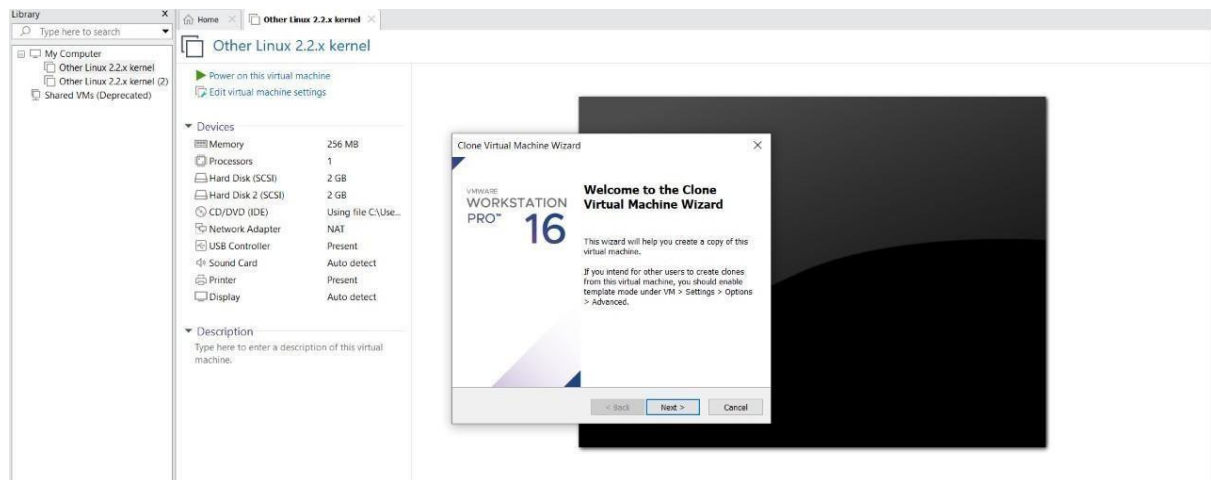 Library X
Type here to search
My Computer
Other Linux 2.2.x kernel
Other Linux 2.2.x kernel (2)
Shared VMs (Deprecated)
Home
Other Linux 2.2.x kernel
Other Linux 2.2.x kernel
Power on this virtual machine
Edit virtual machine settings
Devices
Memory 256 MB
Processors 1
Hard Disk (SCSI) 2 GB
Hard Disk 2 (SCSI) 2 GB
CD/DVD (IDE) Using file C:\Use...
Network Adapter NAT
USB Controller Present
Sound Card Auto detect
Printer Present
Display Auto detect
Description
Type here to enter a description of this virtual
machine.
Clone Virtual Machine Wizard
VMWARE
WORKSTATION
PRO™ 16
Welcome to the Clone
Virtual Machine Wizard
This wizard will help you create a copy of this
virtual machine.
If you intend for other users to create clones
from this virtual machine, you should enable
template mode under VM > Settings > Options
> Advanced.
< Back Next > Cancel